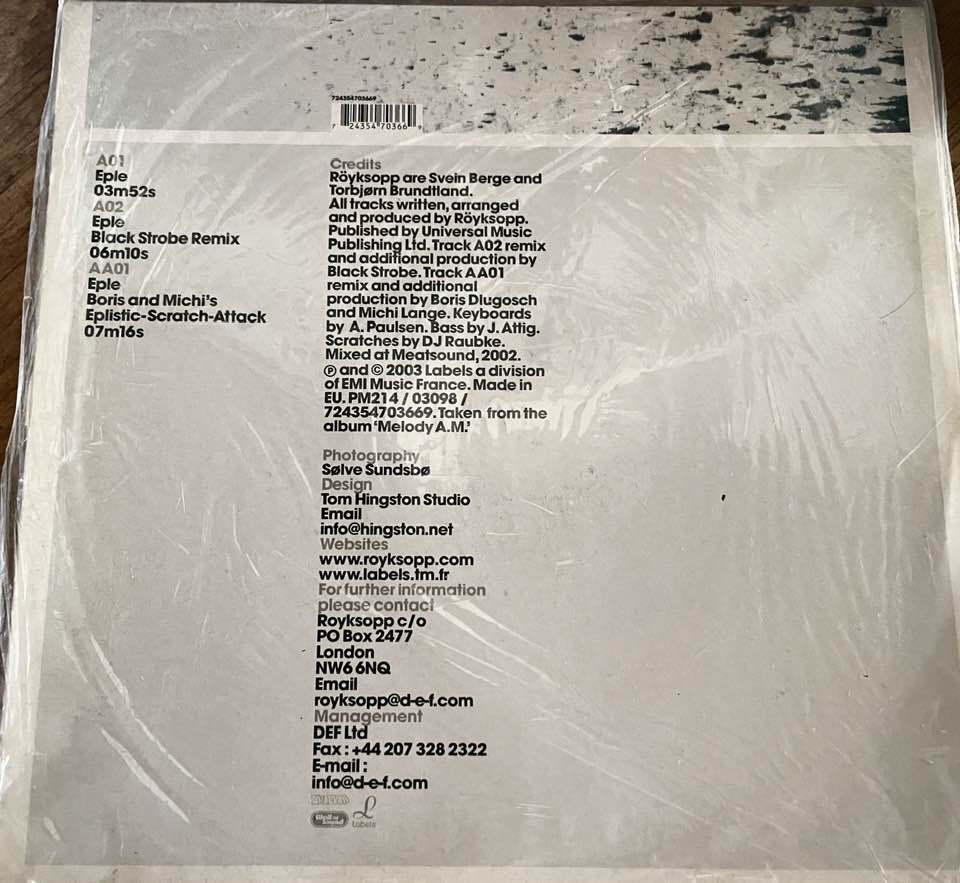 724354703669
7 24354 70366 9
A01
Eple
03m52s
A02
Eple
Black Strobe Remix
06m10s
AA01
Eple
Boris and Michi's
Eplistic-Scratch-Attack
07m16s
Credits
Röyksopp are Svein Berge and
Torbjørn Brundtland.
All tracks written, arranged
and produced by Röyksopp.
Published by Universal Music
Publishing Ltd. Track A02 remix
and additional production by
Black Strobe. Track AA01
remix and additional
production by Boris Dlugosch
and Michi Lange. Keyboards
by A. Paulsen. Bass by J. Attig.
Scratches by DJ Raubke.
Mixed at Meatsound, 2002.
℗ and © 2003 Labels a division
of EMI Music France. Made in
EU. PM214 / 03098 /
724354703669. Taken from the
album 'Melody A.M.'
Photography
Sølve Sundsbø
Design
Tom Hingston Studio
Email
info@hingston.net
Websites
www.royksopp.com
www.labels.tm.fr
For further information
please contact
Royksopp c/o
PO Box 2477
London
NW6 6NQ
Email
royksopp@d-e-f.com
Management
DEF Ltd
Fax : +44 207 328 2322
E-mail :
info@d-e-f.com
Wall of Sound
Labels